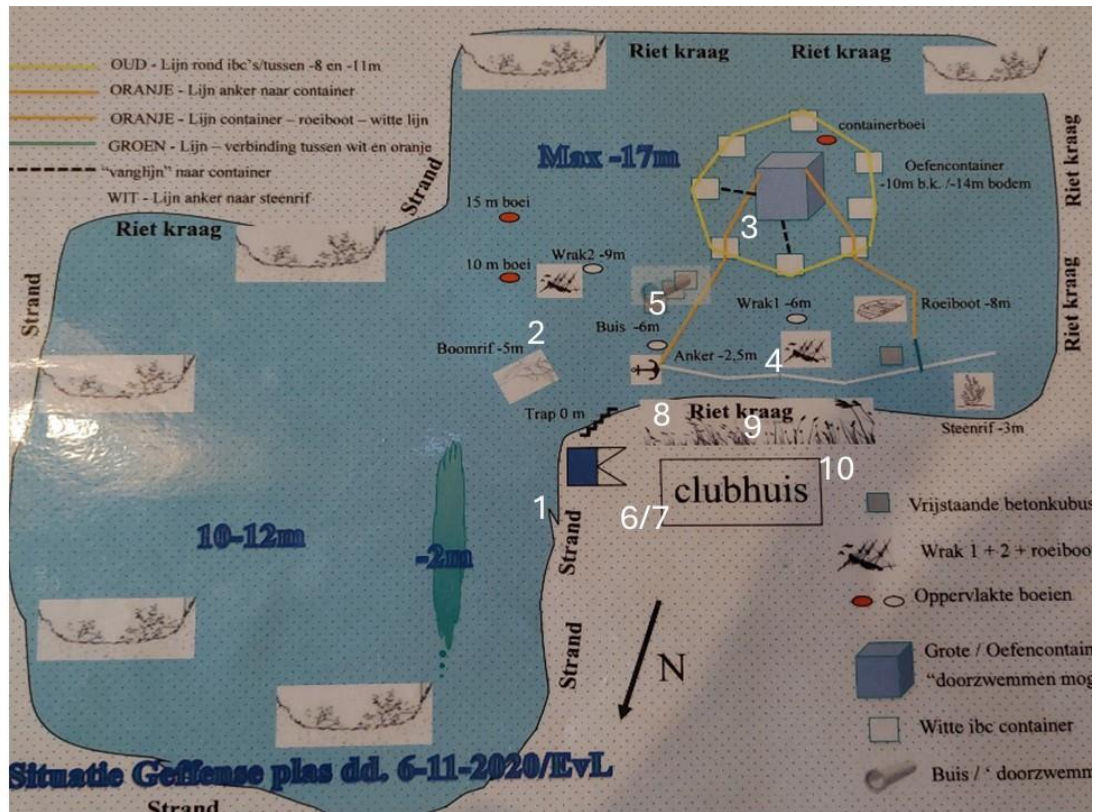 Riet kraag
Riet kraag
OUD - Lijn rond ibc's/tussen -8 en -11m
ORANJE - Lijn anker naar container
ORANJE - Lijn container – roeiboot – witte lijn
GROEN - Lijn – verbinding tussen wit en oranje
"vanglijn" naar container
WIT - Lijn anker naar steenrif
containerboei
Max -17m
Oefencontainer
-10m b.k. /-14m bodem
Riet kraag
Strand
15 m boei
Riet kraag
3
Wrak2 -9m
10 m boei
Strand
5
Wrak1 -6m
Roeiboot -8m
Riet kraag
2
Buis -6m
Boomrif -5m
Anker -2,5m
4
Trap 0 m
8
Riet kraag
9
Steenrif -3m
10
clubhuis
1
6/7
Vrijstaande betonkubus
10-12m
-2m
Strand
Wrak 1 + 2 + roeiboo
Oppervlakte boeien
Strand
N
Grote / Oefencontain
"doorzwemmen mog
Witte ibc container
Situatie Geffense plas dd. 6-11-2020/EvL
Buis / ' doorzwemm
Strand